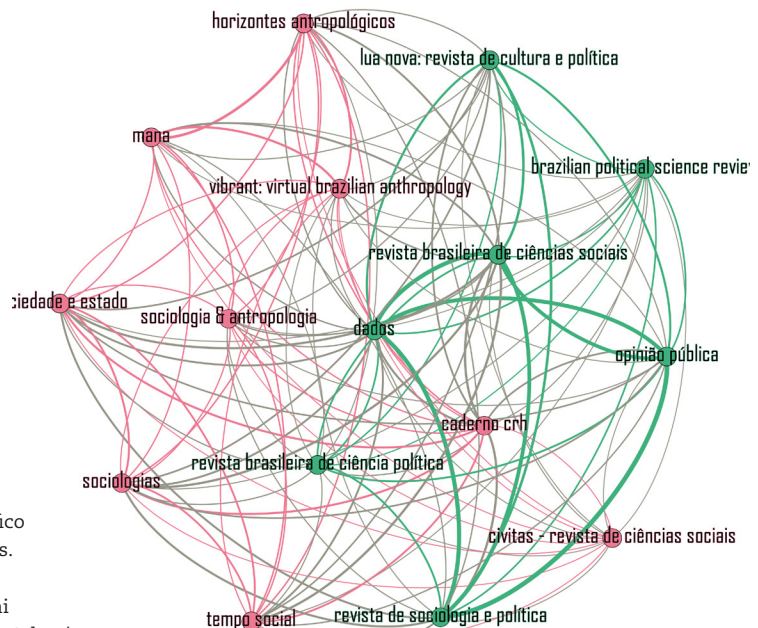 horizontes antropológicos
lua nova: revista de cultura e política
mana
brazilian political science revie
vibrant: virtual brazilian anthropology
revista brasileira de ciências sociais
ciedade e estado
sociologia & antropologia
dados
opinião pública
caderno crh
revista brasileira de ciência política
sociologias
civitas - revista de ciências sociais
tempo social
revista de sociologia e política
s.